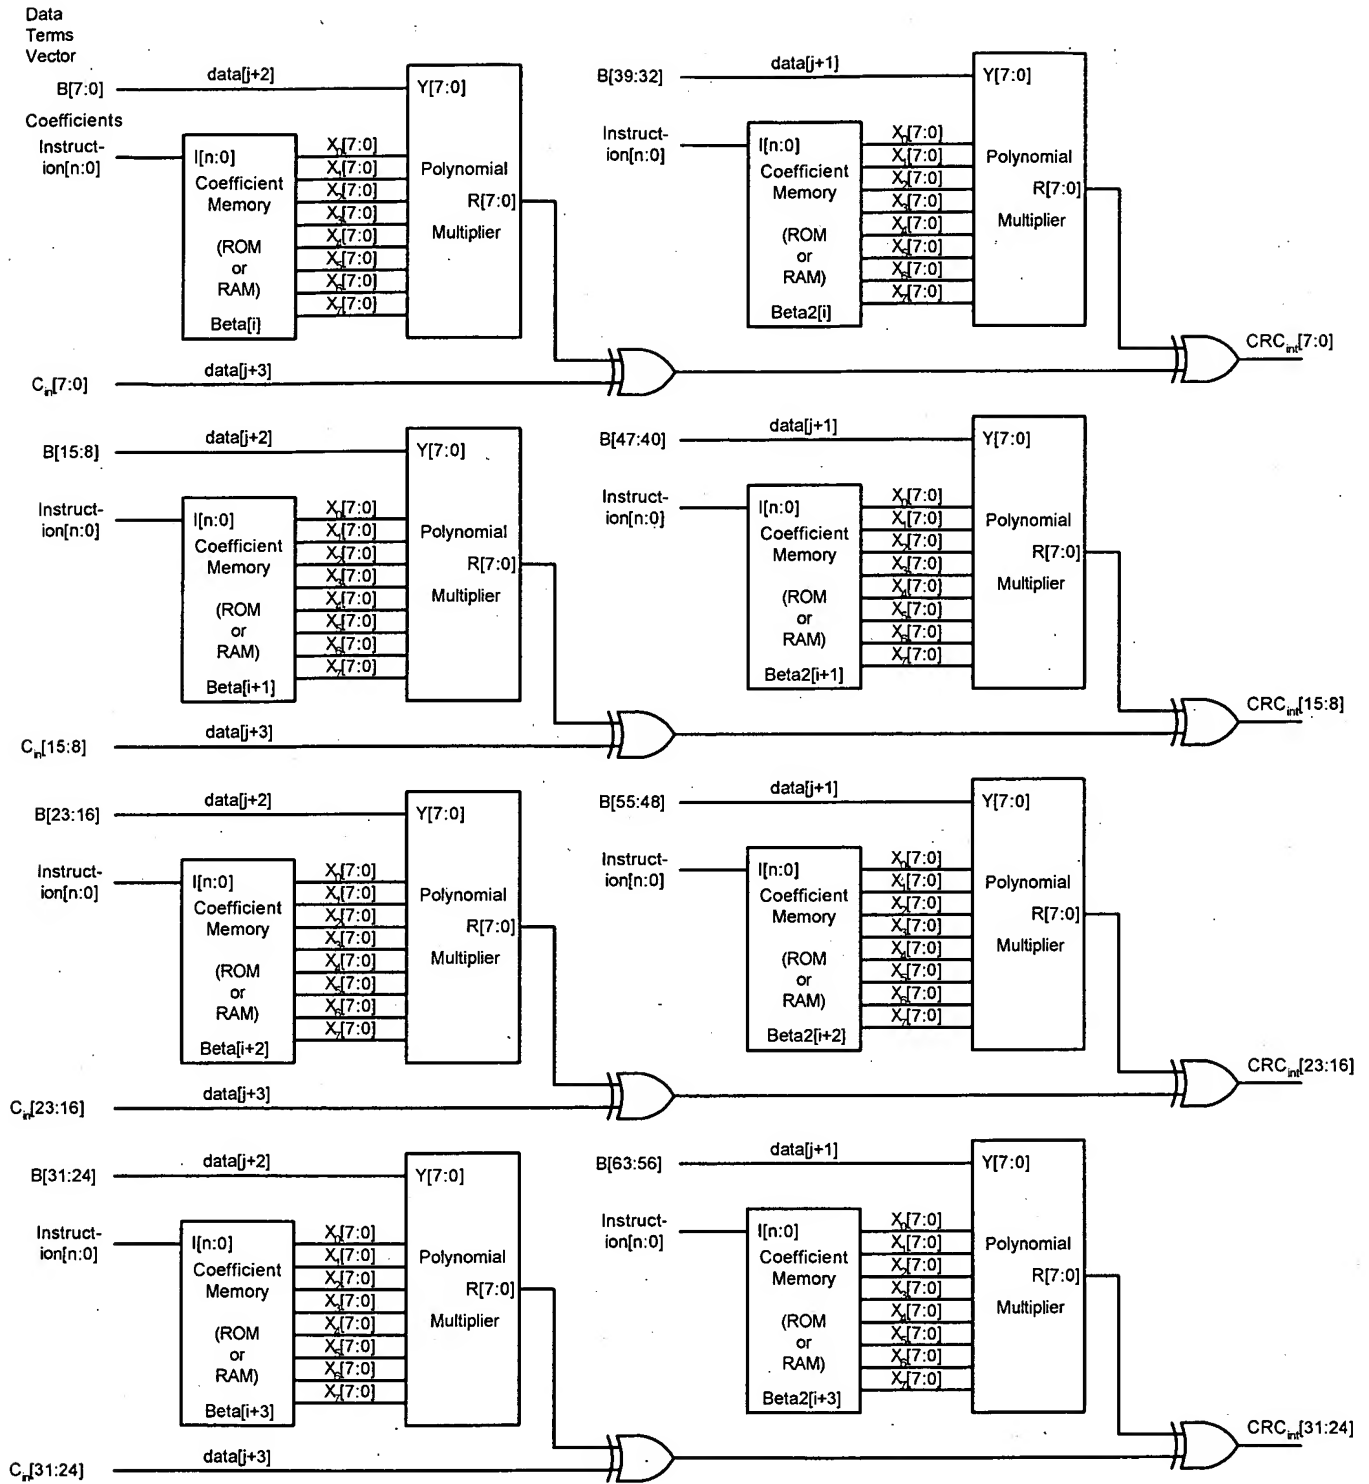 Data
Terms
Vector
B[7:0]
data[j+2]
Y[7:0]
Coefficients
Instruct-
ion[n:0]
I[n:0]
Coefficient
Memory
(ROM
or
RAM)
Beta[i]
X0[7:0]
X1[7:0]
X2[7:0]
X3[7:0]
X4[7:0]
X5[7:0]
X6[7:0]
X7[7:0]
Polynomial
R[7:0]
Multiplier
Cin[7:0]
data[j+3]
B[39:32]
data[j+1]
Y[7:0]
Instruct-
ion[n:0]
I[n:0]
Coefficient
Memory
(ROM
or
RAM)
Beta2[i]
X0[7:0]
X1[7:0]
X2[7:0]
X3[7:0]
X4[7:0]
X5[7:0]
X6[7:0]
X7[7:0]
Polynomial
R[7:0]
Multiplier
CRCint[7:0]
B[15:8]
data[j+2]
Y[7:0]
Instruct-
ion[n:0]
I[n:0]
Coefficient
Memory
(ROM
or
RAM)
Beta[i+1]
X0[7:0]
X1[7:0]
X2[7:0]
X3[7:0]
X4[7:0]
X5[7:0]
X6[7:0]
X7[7:0]
Polynomial
R[7:0]
Multiplier
Cin[15:8]
data[j+3]
B[47:40]
data[j+1]
Y[7:0]
Instruct-
ion[n:0]
I[n:0]
Coefficient
Memory
(ROM
or
RAM)
Beta2[i+1]
X0[7:0]
X1[7:0]
X2[7:0]
X3[7:0]
X4[7:0]
X5[7:0]
X6[7:0]
X7[7:0]
Polynomial
R[7:0]
Multiplier
CRCint[15:8]
B[23:16]
data[j+2]
Y[7:0]
Instruct-
ion[n:0]
I[n:0]
Coefficient
Memory
(ROM
or
RAM)
Beta[i+2]
X0[7:0]
X1[7:0]
X2[7:0]
X3[7:0]
X4[7:0]
X5[7:0]
X6[7:0]
X7[7:0]
Polynomial
R[7:0]
Multiplier
Cin[23:16]
data[j+3]
B[55:48]
data[j+1]
Y[7:0]
Instruct-
ion[n:0]
I[n:0]
Coefficient
Memory
(ROM
or
RAM)
Beta2[i+2]
X0[7:0]
X1[7:0]
X2[7:0]
X3[7:0]
X4[7:0]
X5[7:0]
X6[7:0]
X7[7:0]
Polynomial
R[7:0]
Multiplier
CRCint[23:16]
B[31:24]
data[j+2]
Y[7:0]
Instruct-
ion[n:0]
I[n:0]
Coefficient
Memory
(ROM
or
RAM)
Beta[i+3]
X0[7:0]
X1[7:0]
X2[7:0]
X3[7:0]
X4[7:0]
X5[7:0]
X6[7:0]
X7[7:0]
Polynomial
R[7:0]
Multiplier
Cin[31:24]
data[j+3]
B[63:56]
data[j+1]
Y[7:0]
Instruct-
ion[n:0]
I[n:0]
Coefficient
Memory
(ROM
or
RAM)
Beta2[i+3]
X0[7:0]
X1[7:0]
X2[7:0]
X3[7:0]
X4[7:0]
X5[7:0]
X6[7:0]
X7[7:0]
Polynomial
R[7:0]
Multiplier
CRCint[31:24]